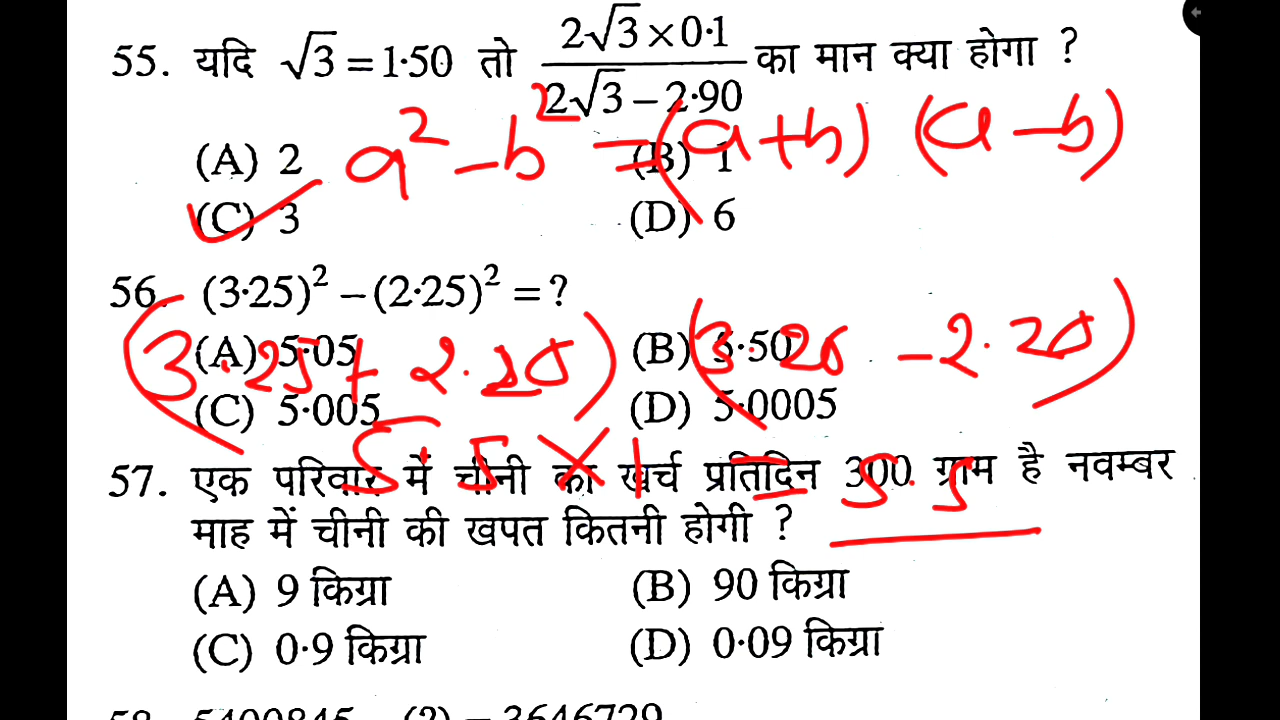 55. यदि √3 = 1·50 तो 2√3 × 0·1 / 2√3 – 2·90 का मान क्या होगा ?
a² – b² = (a + b) (a – b)
(A) 2 (B) 1
(C) 3 (D) 6
56. (3·25)² – (2·25)² = ?
(3·25 + 2·25) (3·25 – 2·25)
(A) 5·05 (B) 5·50
(C) 5·005 (D) 5·0005
5·5 × 1 = 5·5
57. एक परिवार में चीनी का खर्च प्रतिदिन 300 ग्राम है नवम्बर
माह में चीनी की खपत कितनी होगी ?
(A) 9 किग्रा (B) 90 किग्रा
(C) 0·9 किग्रा (D) 0·09 किग्रा
58. 5400845 – (?) = 3646729